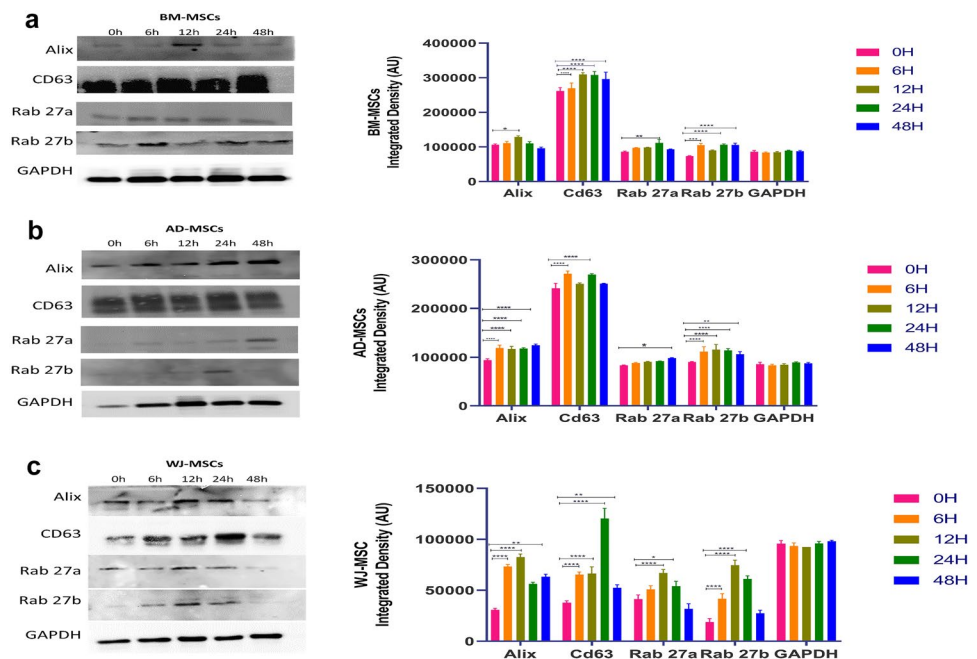 a
BM-MSCs
0h 6h 12h 24h 48h
Alix
CD63
Rab 27a
Rab 27b
GAPDH
BM-MSCs
Integrated Density (AU)
400000
300000
200000
100000
0
* **** **** **** **** ** **** **** ***
Alix Cd63 Rab 27a Rab 27b GAPDH
0H
6H
12H
24H
48H
b
AD-MSCs
0h 6h 12h 24h 48h
Alix
CD63
Rab 27a
Rab 27b
GAPDH
AD-MSCs
Integrated Density (AU)
300000
200000
100000
0
**** **** **** **** **** **** * ** **** **** ****
Alix Cd63 Rab 27a Rab 27b GAPDH
0H
6H
12H
24H
48H
c
WJ-MSCs
0h 6h 12h 24h 48h
Alix
CD63
Rab 27a
Rab 27b
GAPDH
WJ-MSC
Integrated Density (AU)
150000
100000
50000
0
** **** **** ** **** **** * **** **** **** ****
Alix Cd63 Rab 27a Rab 27b GAPDH
0H
6H
12H
24H
48H